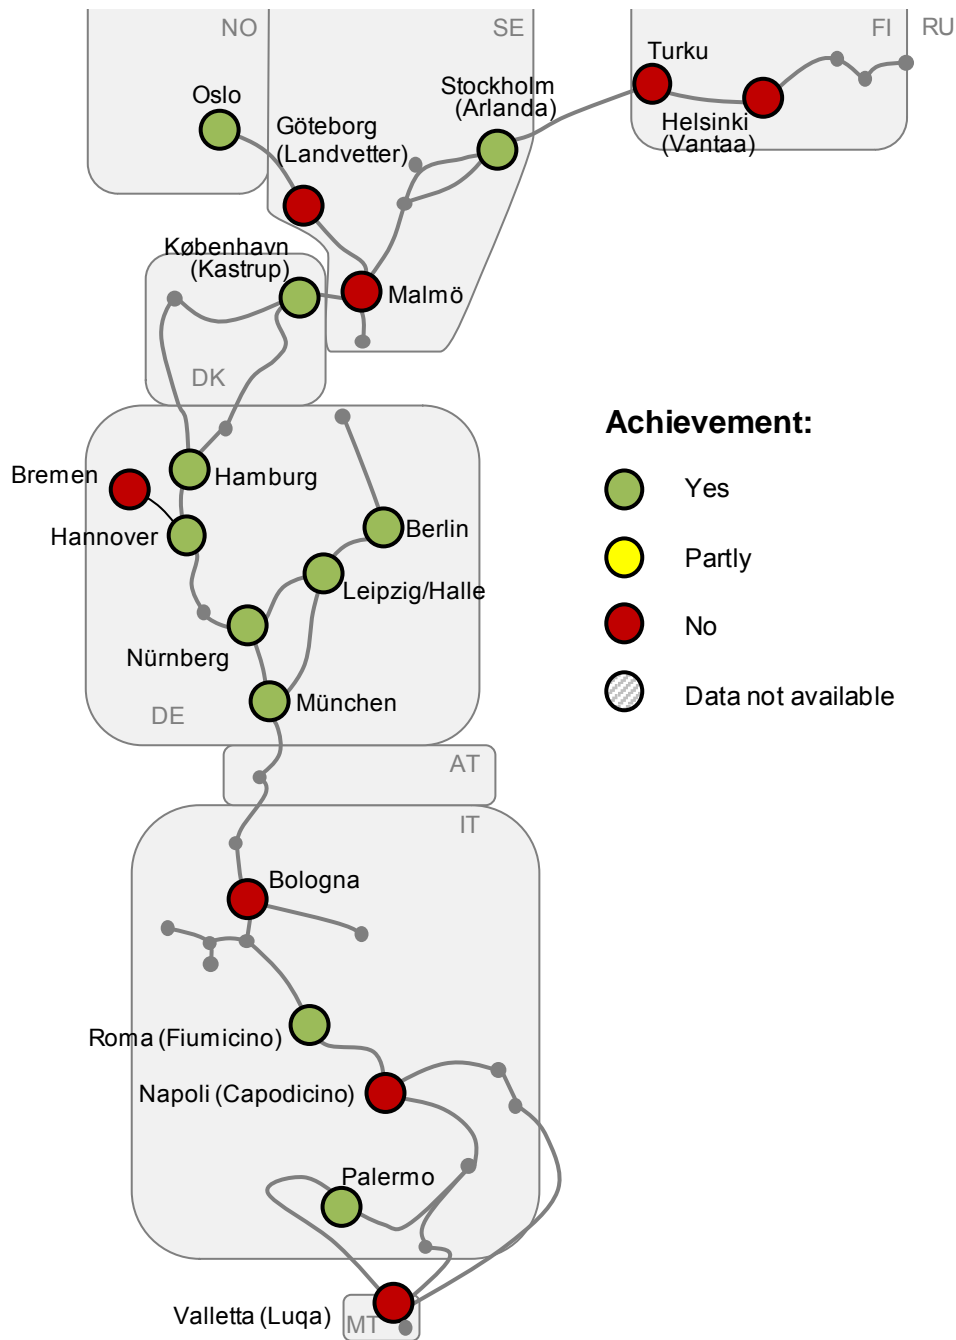 NO
SE
FI
RU
Turku
Stockholm
(Arlanda)
Oslo
Göteborg
(Landvetter)
Helsinki
(Vantaa)
København
(Kastrup)
Malmö
DK
Achievement:
Yes
Partly
No
Data not available
Bremen
Hamburg
Hannover
Berlin
Leipzig/Halle
Nürnberg
München
DE
AT
IT
Bologna
Roma (Fiumicino)
Napoli (Capodicino)
Palermo
Valletta (Luqa)
MT